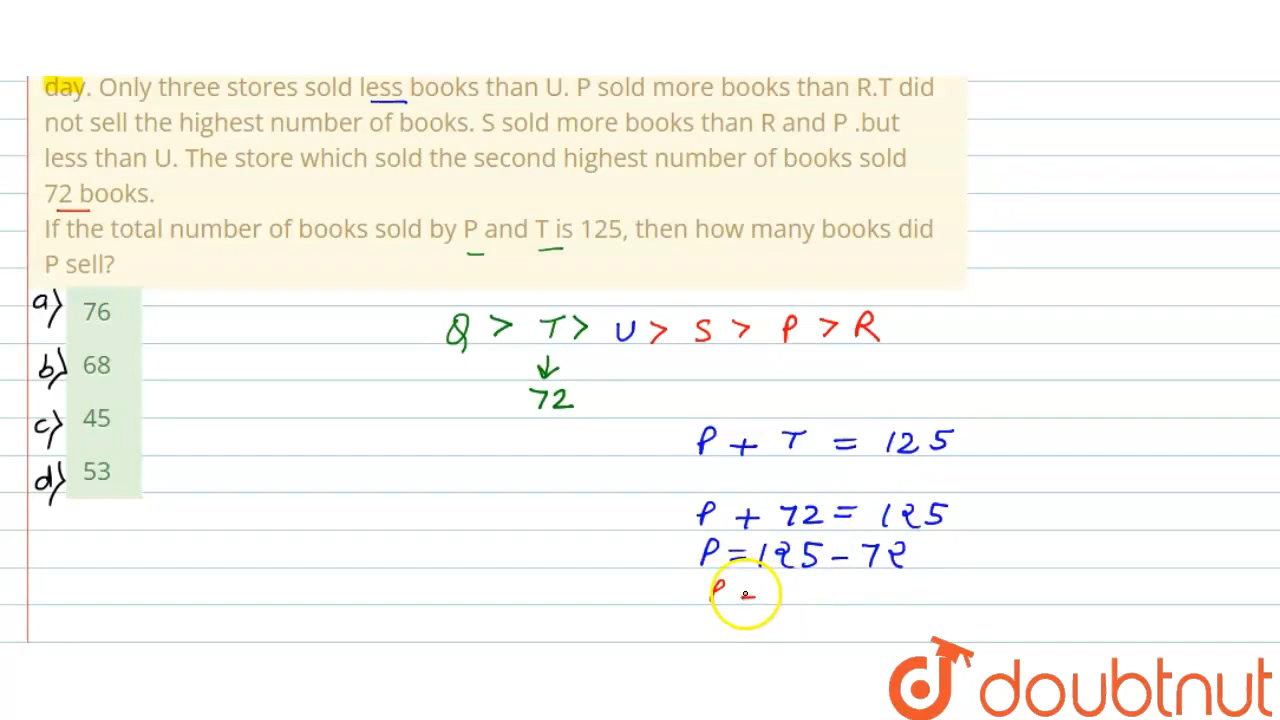 day. Only three stores sold less books than U. P sold more books than R.T did
not sell the highest number of books. S sold more books than R and P .but
less than U. The store which sold the second highest number of books sold
72 books.
If the total number of books sold by P and T is 125, then how many books did
P sell?
a) 76
b) 68
c) 45
d) 53
Q > T > U > S > P > R
↓
72
P + T = 125
P + 72 = 125
P = 125 - 72
P =
doubtnut